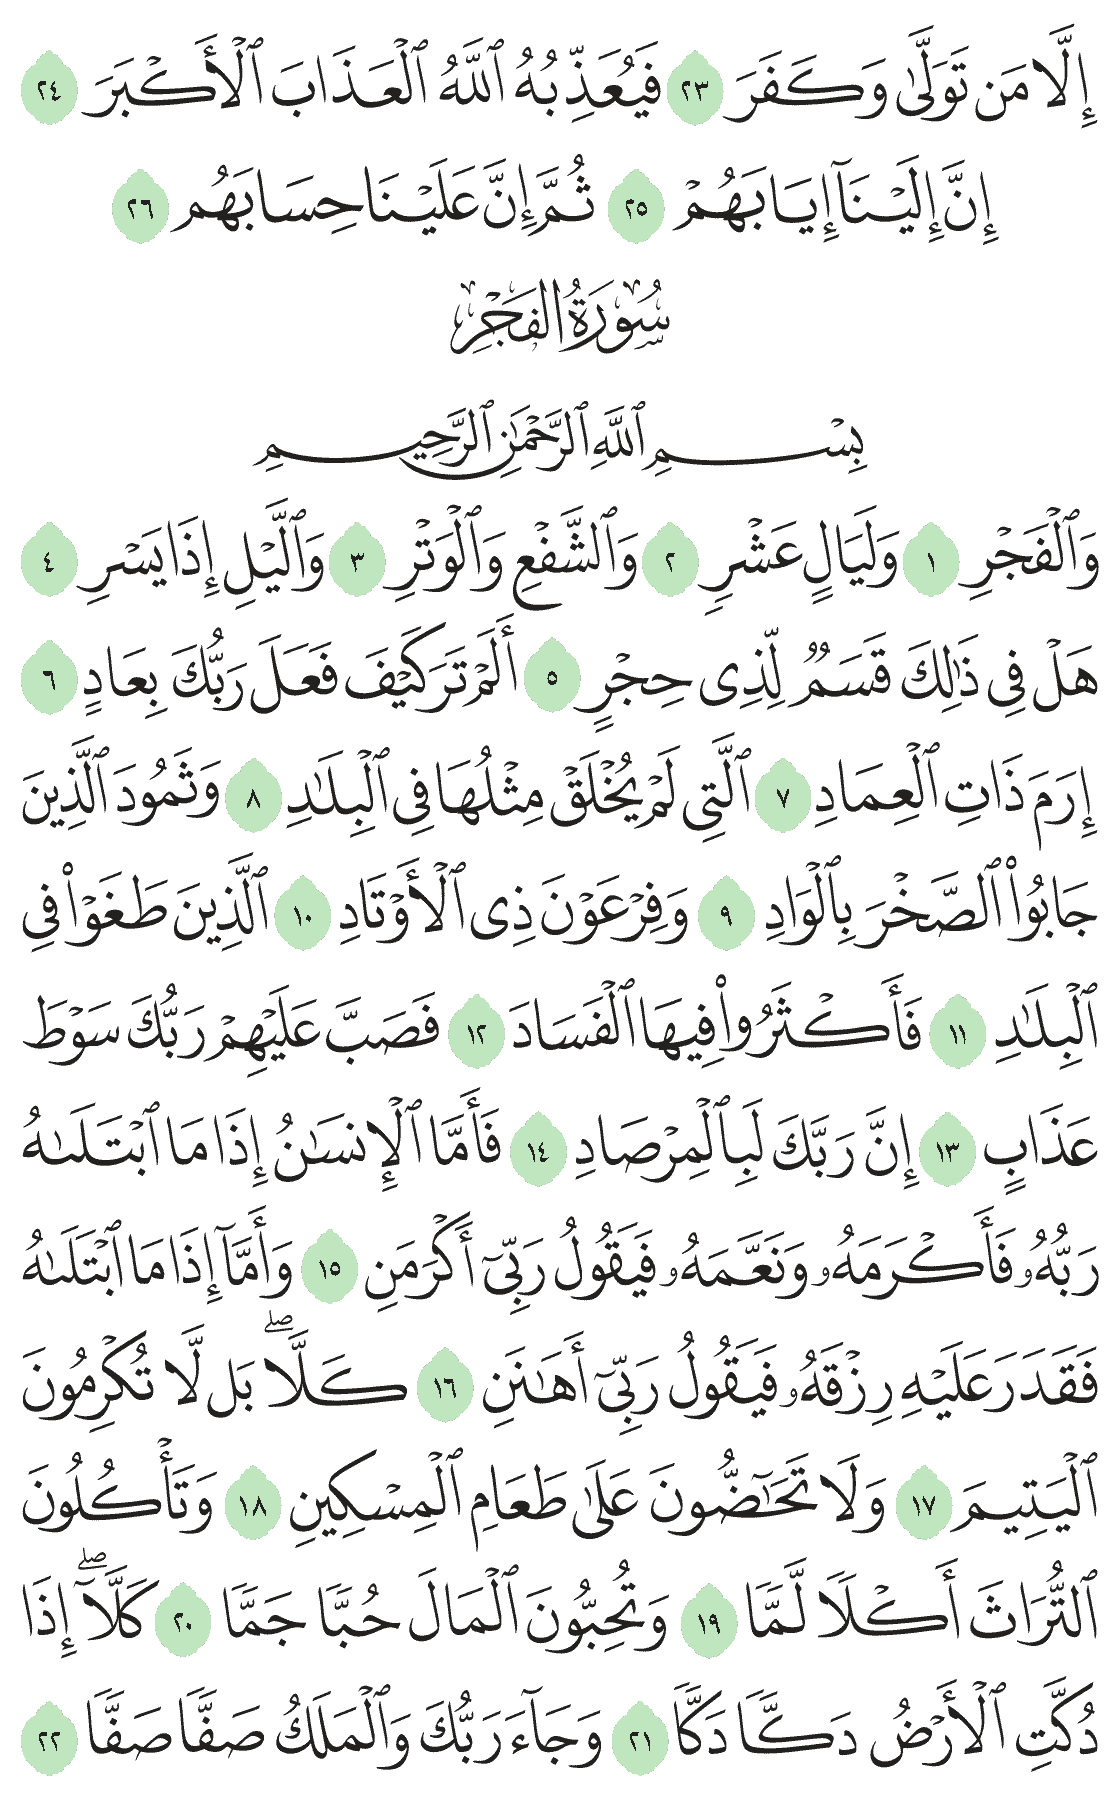 إِلَّا مَن تَوَلَّىٰ وَكَفَرَ ٢٣ فَيُعَذِّبُهُ ٱللَّهُ ٱلْعَذَابَ ٱلْأَكْبَرَ ٢٤
إِنَّ إِلَيْنَآ إِيَابَهُمْ ٢٥ ثُمَّ إِنَّ عَلَيْنَا حِسَابَهُم ٢٦
سُورَةُ الفَجْرِ
بِسْمِ ٱللَّهِ ٱلرَّحْمَٰنِ ٱلرَّحِيمِ
وَٱلْفَجْرِ ١ وَلَيَالٍ عَشْرٍ ٢ وَٱلشَّفْعِ وَٱلْوَتْرِ ٣ وَٱلَّيْلِ إِذَا يَسْرِ ٤
هَلْ فِى ذَٰلِكَ قَسَمٌ لِّذِى حِجْرٍ ٥ أَلَمْ تَرَ كَيْفَ فَعَلَ رَبُّكَ بِعَادٍ ٦
إِرَمَ ذَاتِ ٱلْعِمَادِ ٧ ٱلَّتِى لَمْ يُخْلَقْ مِثْلُهَا فِى ٱلْبِلَٰدِ ٨ وَثَمُودَ ٱلَّذِينَ
جَابُوا۟ ٱلصَّخْرَ بِٱلْوَادِ ٩ وَفِرْعَوْنَ ذِى ٱلْأَوْتَادِ ١٠ ٱلَّذِينَ طَغَوْا۟ فِى
ٱلْبِلَٰدِ ١١ فَأَكْثَرُوا۟ فِيهَا ٱلْفَسَادَ ١٢ فَصَبَّ عَلَيْهِمْ رَبُّكَ سَوْطَ
عَذَابٍ ١٣ إِنَّ رَبَّكَ لَبِٱلْمِرْصَادِ ١٤ فَأَمَّا ٱلْإِنسَٰنُ إِذَا مَا ٱبْتَلَىٰهُ
رَبُّهُۥ فَأَكْرَمَهُۥ وَنَعَّمَهُۥ فَيَقُولُ رَبِّىٓ أَكْرَمَنِ ١٥ وَأَمَّآ إِذَا مَا ٱبْتَلَىٰهُ
فَقَدَرَ عَلَيْهِ رِزْقَهُۥ فَيَقُولُ رَبِّىٓ أَهَٰنَنِ ١٦ كَلَّا ۖ بَل لَّا تُكْرِمُونَ
ٱلْيَتِيمَ ١٧ وَلَا تَحَٰٓضُّونَ عَلَىٰ طَعَامِ ٱلْمِسْكِينِ ١٨ وَتَأْكُلُونَ
ٱلتُّرَاثَ أَكْلًا لَّمًّا ١٩ وَتُحِبُّونَ ٱلْمَالَ حُبًّا جَمًّا ٢٠ كَلَّآ ۖ إِذَا
دُكَّتِ ٱلْأَرْضُ دَكًّا دَكًّا ٢١ وَجَآءَ رَبُّكَ وَٱلْمَلَكُ صَفًّا صَفًّا ٢٢